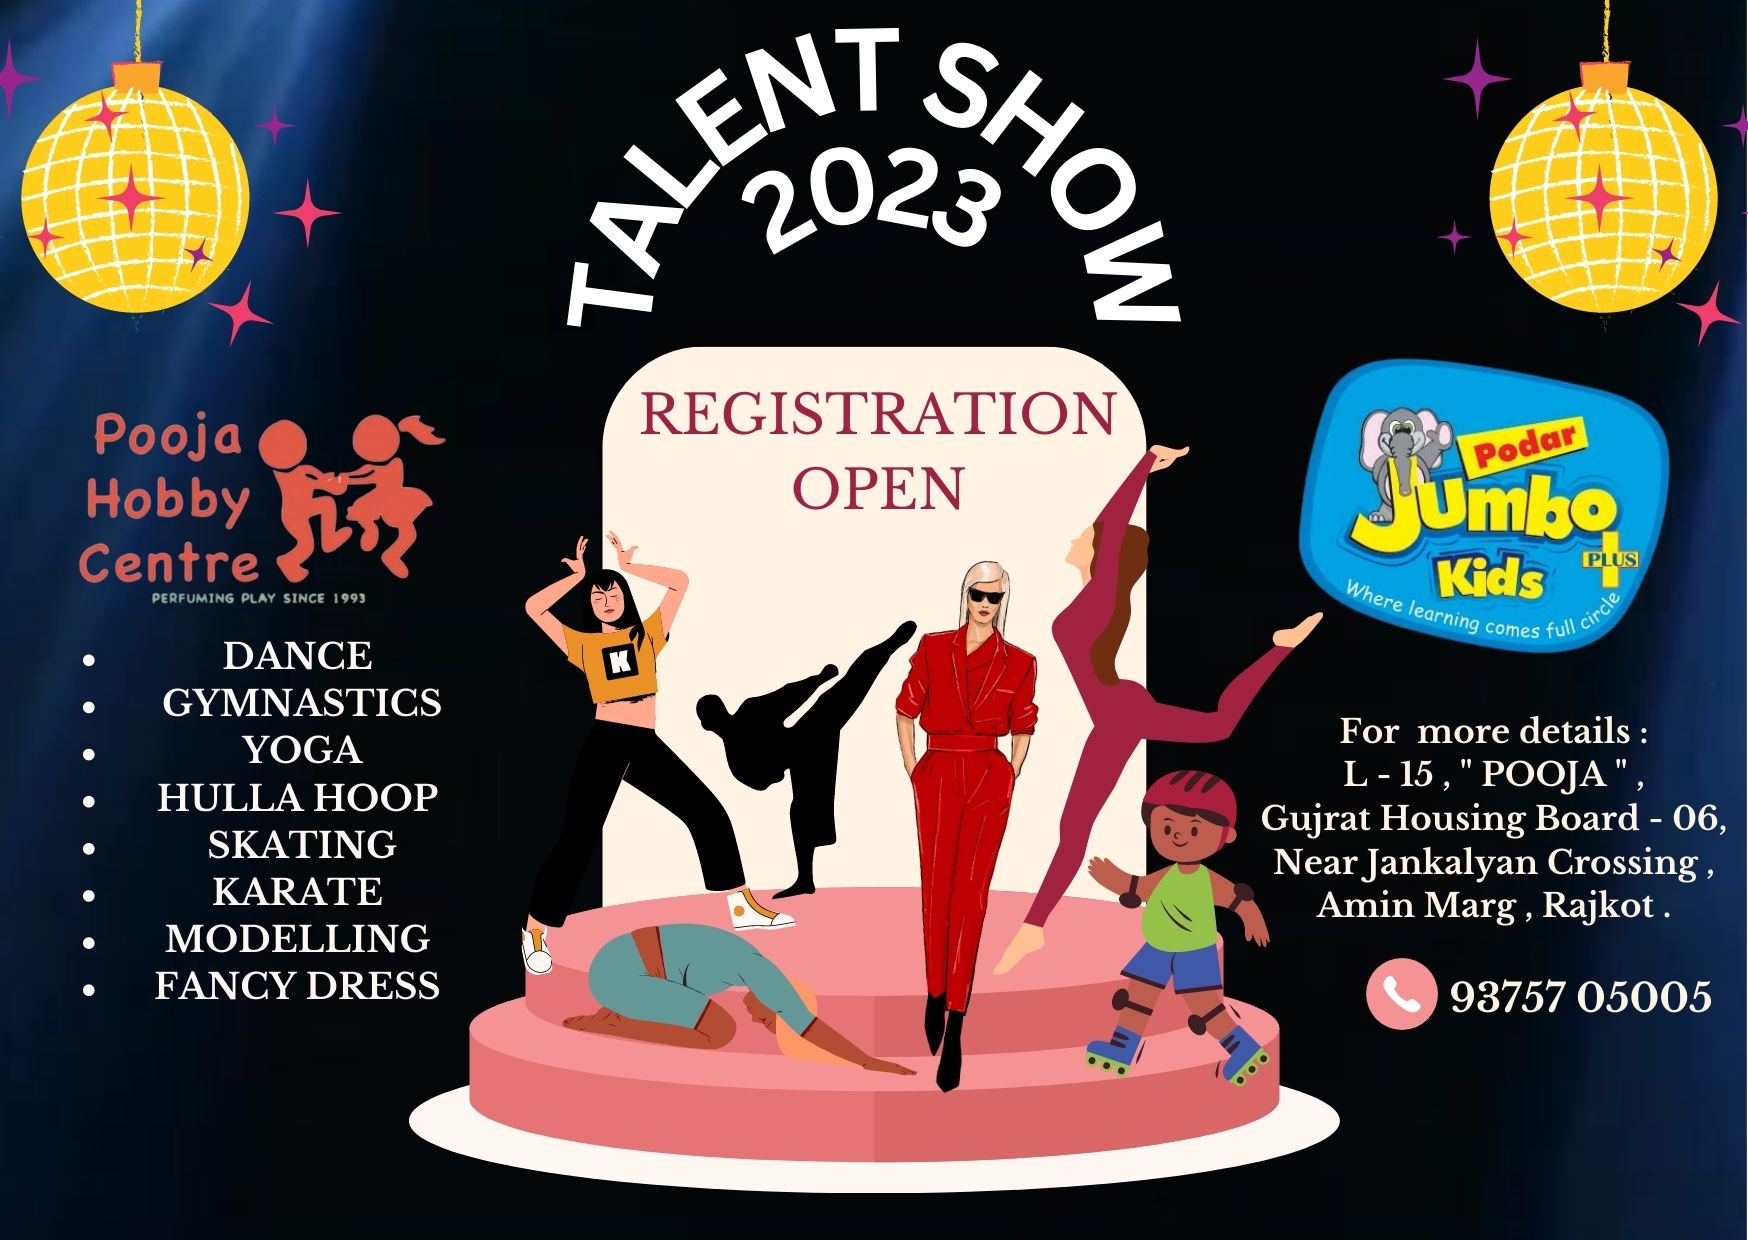 TALENT SHOW
2023
REGISTRATION
OPEN
Pooja
Hobby
Centre
PERFUMING PLAY SINCE 1993
• DANCE
• GYMNASTICS
• YOGA
• HULLA HOOP
• SKATING
• KARATE
• MODELLING
• FANCY DRESS
K
Podar
Jumbo
Kids
PLUS
Where learning comes full circle
For more details :
L - 15 , " POOJA " ,
Gujrat Housing Board - 06,
Near Jankalyan Crossing ,
Amin Marg , Rajkot .
93757 05005